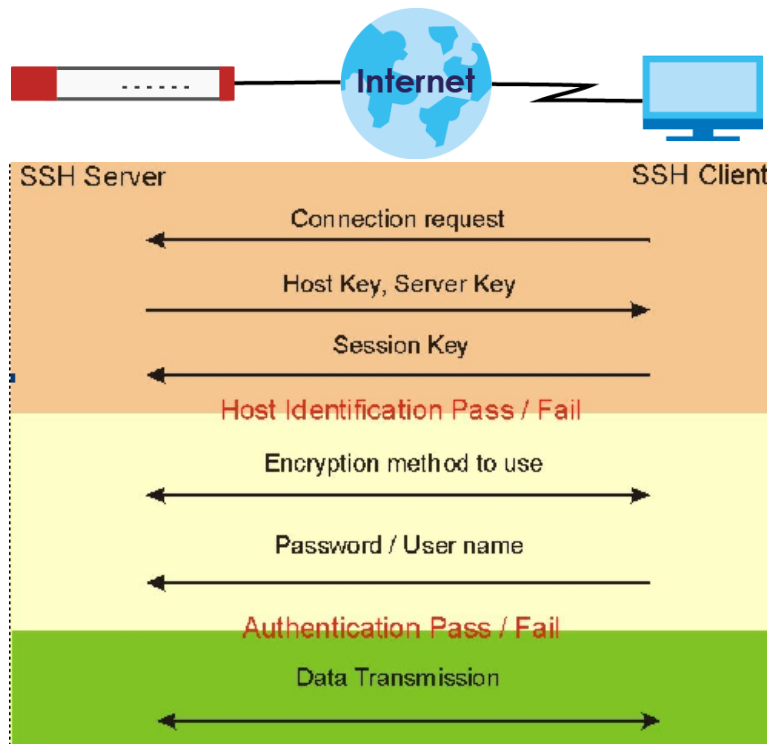 Internet
SSH Server
SSH Client
Connection request
Host Key, Server Key
Session Key
Host Identification Pass / Fail
Encryption method to use
Password / User name
Authentication Pass / Fail
Data Transmission